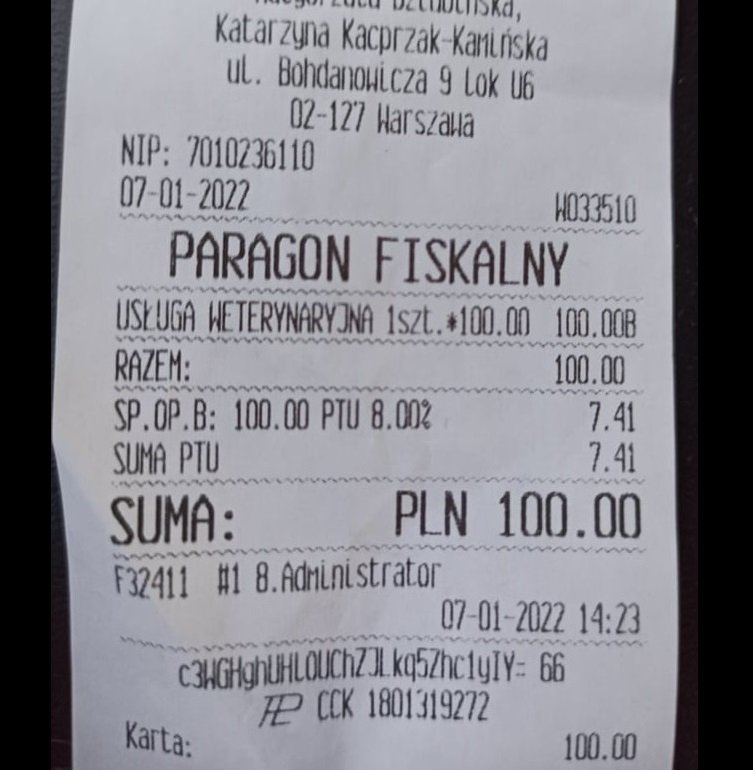 Katarzyna Kacprzak-Kamińska
ul. Bohdanowicza 9 lok U6
02-127 Warszawa
NIP: 7010236110
07-01-2022 W033510
PARAGON FISKALNY
USŁUGA WETERYNARYJNA 1szt.*100.00 100.00B
RAZEM: 100.00
SP.OP.B: 100.00 PTU 8.00% 7.41
SUMA PTU 7.41
SUMA: PLN 100.00
F32411 #1 8.Administrator
07-01-2022 14:23
CCK 1801319272
Karta: 100.00